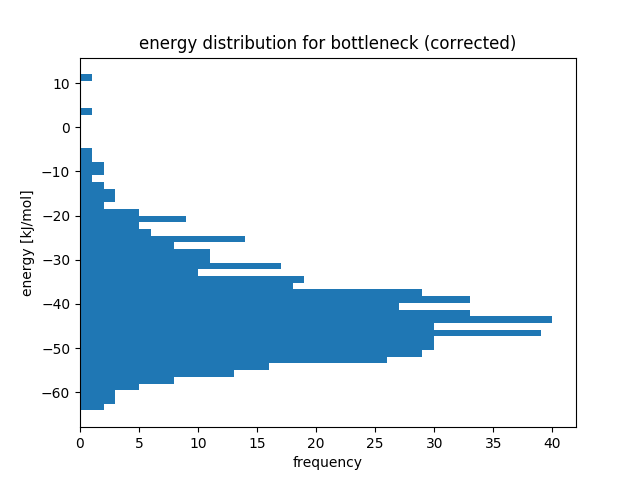 energy distribution for bottleneck (corrected)
10
0
−10
−20
−30
−40
−50
−60
energy [kJ/mol]
0 5 10 15 20 25 30 35 40
frequency